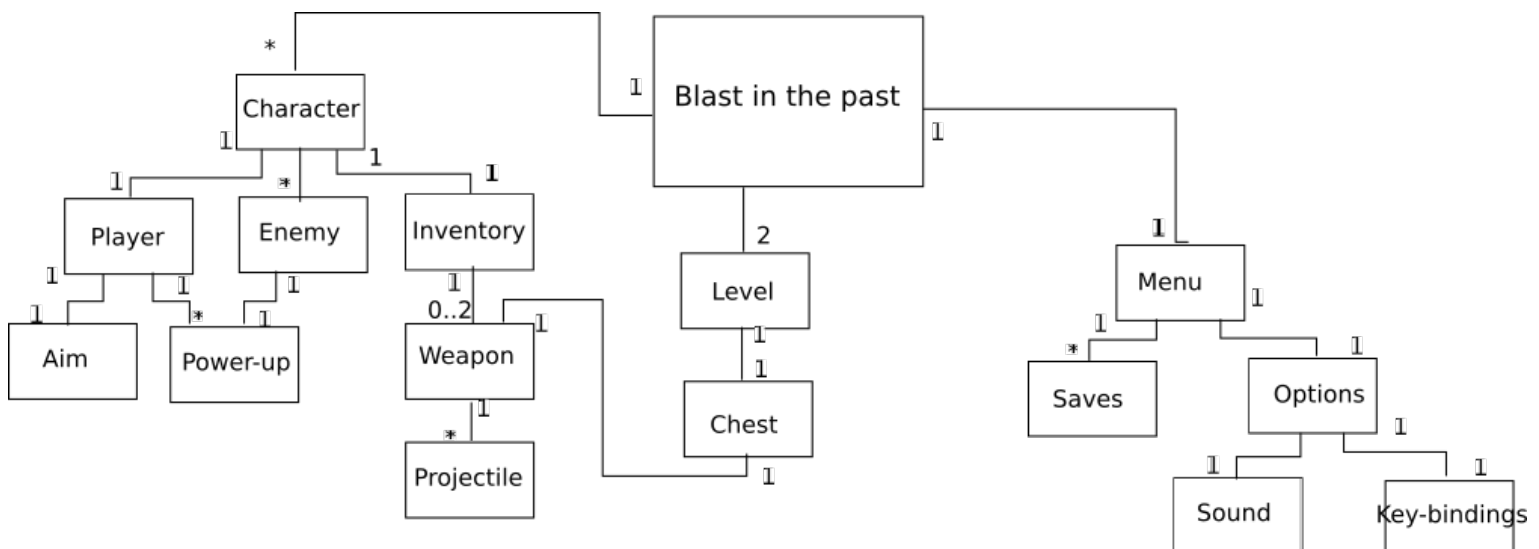 *
1
Blast in the past
Character
1
1
1
1
*
1
2
1
Player
Enemy
Inventory
Menu
Level
1
1
1
1
1
1
*
1
0..2
1
1
1
*
1
Aim
Power-up
Weapon
1
Saves
Options
1
*
Chest
1
Projectile
1
1
1
Sound
Key-bindings